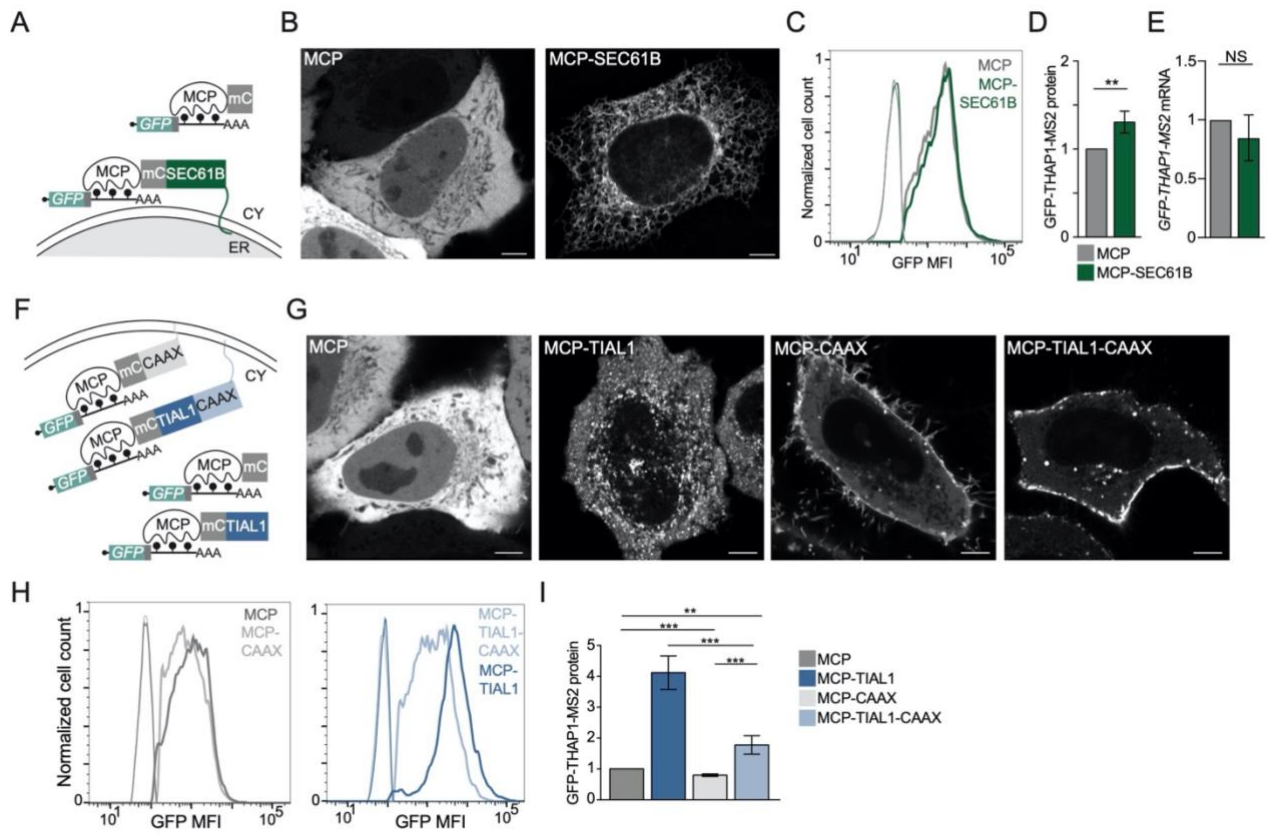 A
MCP
mC
GFP
AAA
MCP
mC
SEC61B
GFP
AAA
CY
ER
B
MCP
MCP-SEC61B
C
Normalized cell count
1
0
MCP
MCP-
SEC61B
10¹
10⁵
GFP MFI
D
GFP-THAP1-MS2 protein
2
1
0
**
E
GFP-THAP1-MS2 mRNA
1.5
1
0.5
0
NS
MCP
MCP-SEC61B
F
MCP
mC
CAAX
GFP
AAA
CY
MCP
mC
TIAL1
CAAX
GFP
AAA
MCP
mC
GFP
AAA
MCP
mC
TIAL1
GFP
AAA
G
MCP
MCP-TIAL1
MCP-CAAX
MCP-TIAL1-CAAX
H
Normalized cell count
1
0
MCP
MCP-
CAAX
10¹
10⁵
GFP MFI
1
0
MCP-
TIAL1-
CAAX
MCP-
TIAL1
10¹
10⁵
GFP MFI
I
GFP-THAP1-MS2 protein
5
4
3
2
1
0
**
***
***
***
MCP
MCP-TIAL1
MCP-CAAX
MCP-TIAL1-CAAX